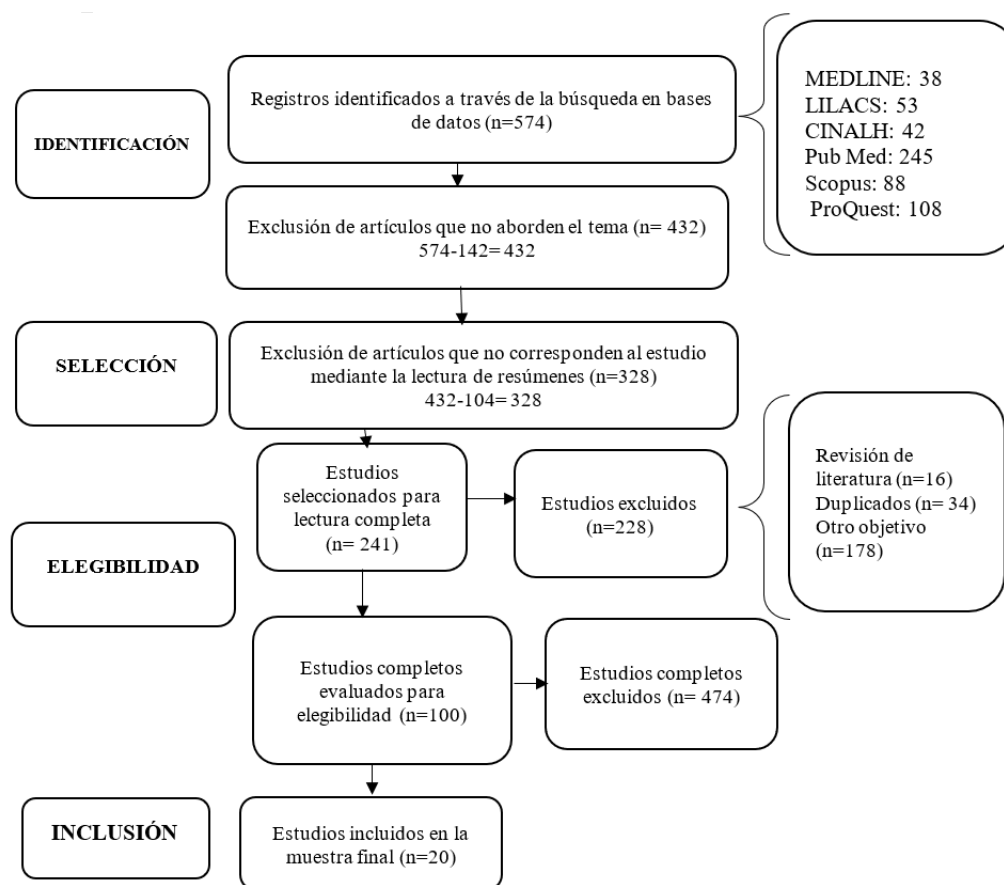 IDENTIFICACIÓN
Registros identificados a través de la búsqueda en bases
de datos (n=574)
MEDLINE: 38
LILACS: 53
CINALH: 42
Pub Med: 245
Scopus: 88
ProQuest: 108
Exclusión de artículos que no aborden el tema (n= 432)
574-142= 432
SELECCIÓN
Exclusión de artículos que no corresponden al estudio
mediante la lectura de resúmenes (n=328)
432-104= 328
ELEGIBILIDAD
Estudios
seleccionados para
lectura completa
(n= 241)
Estudios excluidos
(n=228)
Revisión de
literatura (n=16)
Duplicados (n= 34)
Otro objetivo
(n=178)
Estudios completos
evaluados para
elegibilidad (n=100)
Estudios completos
excluidos (n= 474)
INCLUSIÓN
Estudios incluidos en la
muestra final (n=20)